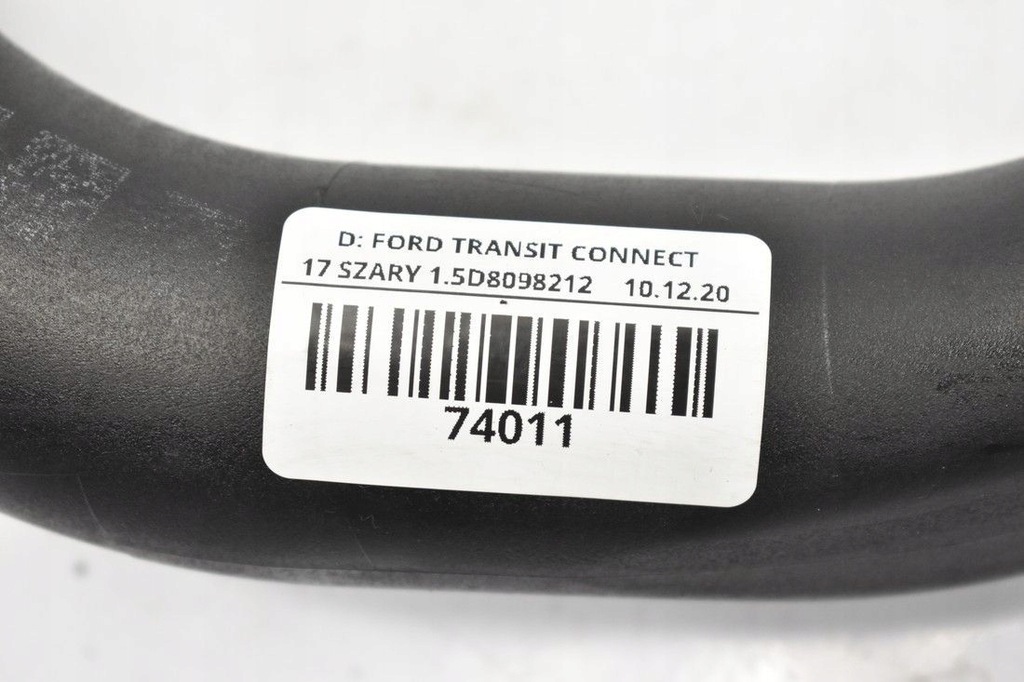 D: FORD TRANSIT CONNECT
17 SZARY 1.5D8098212 10.12.20
74011